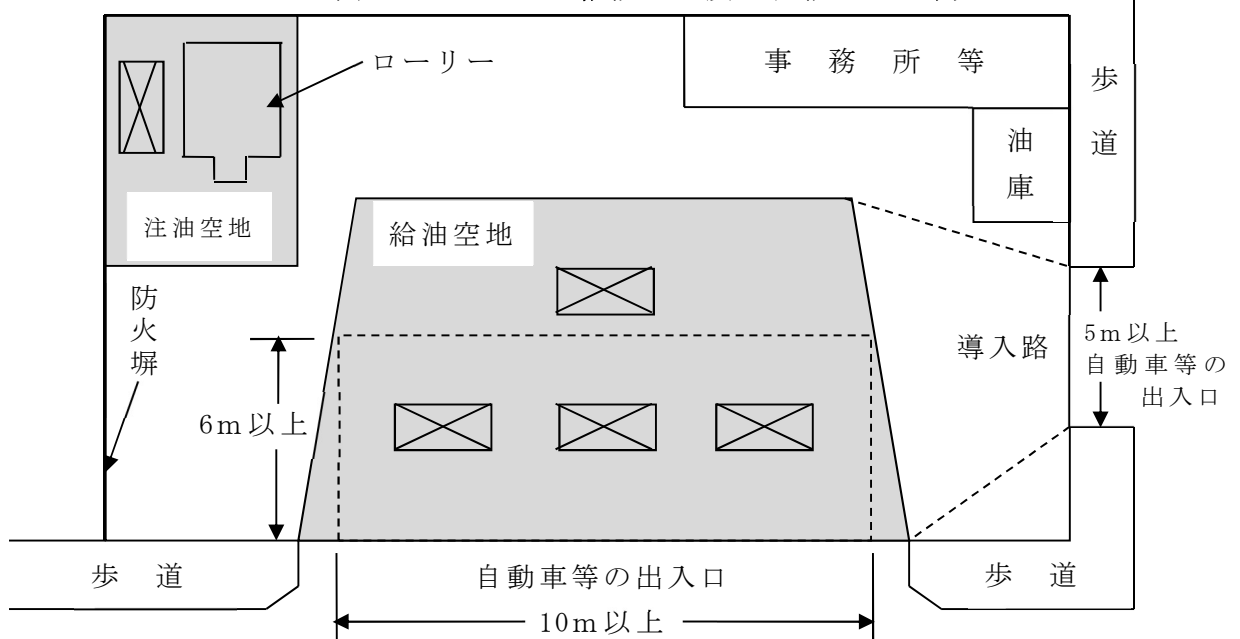 ローリー
事務所等
歩道
油庫
注油空地
給油空地
防火塀
導入路
5m以上
自動車等の
出入口
6m以上
歩道
自動車等の出入口
歩道
10m以上